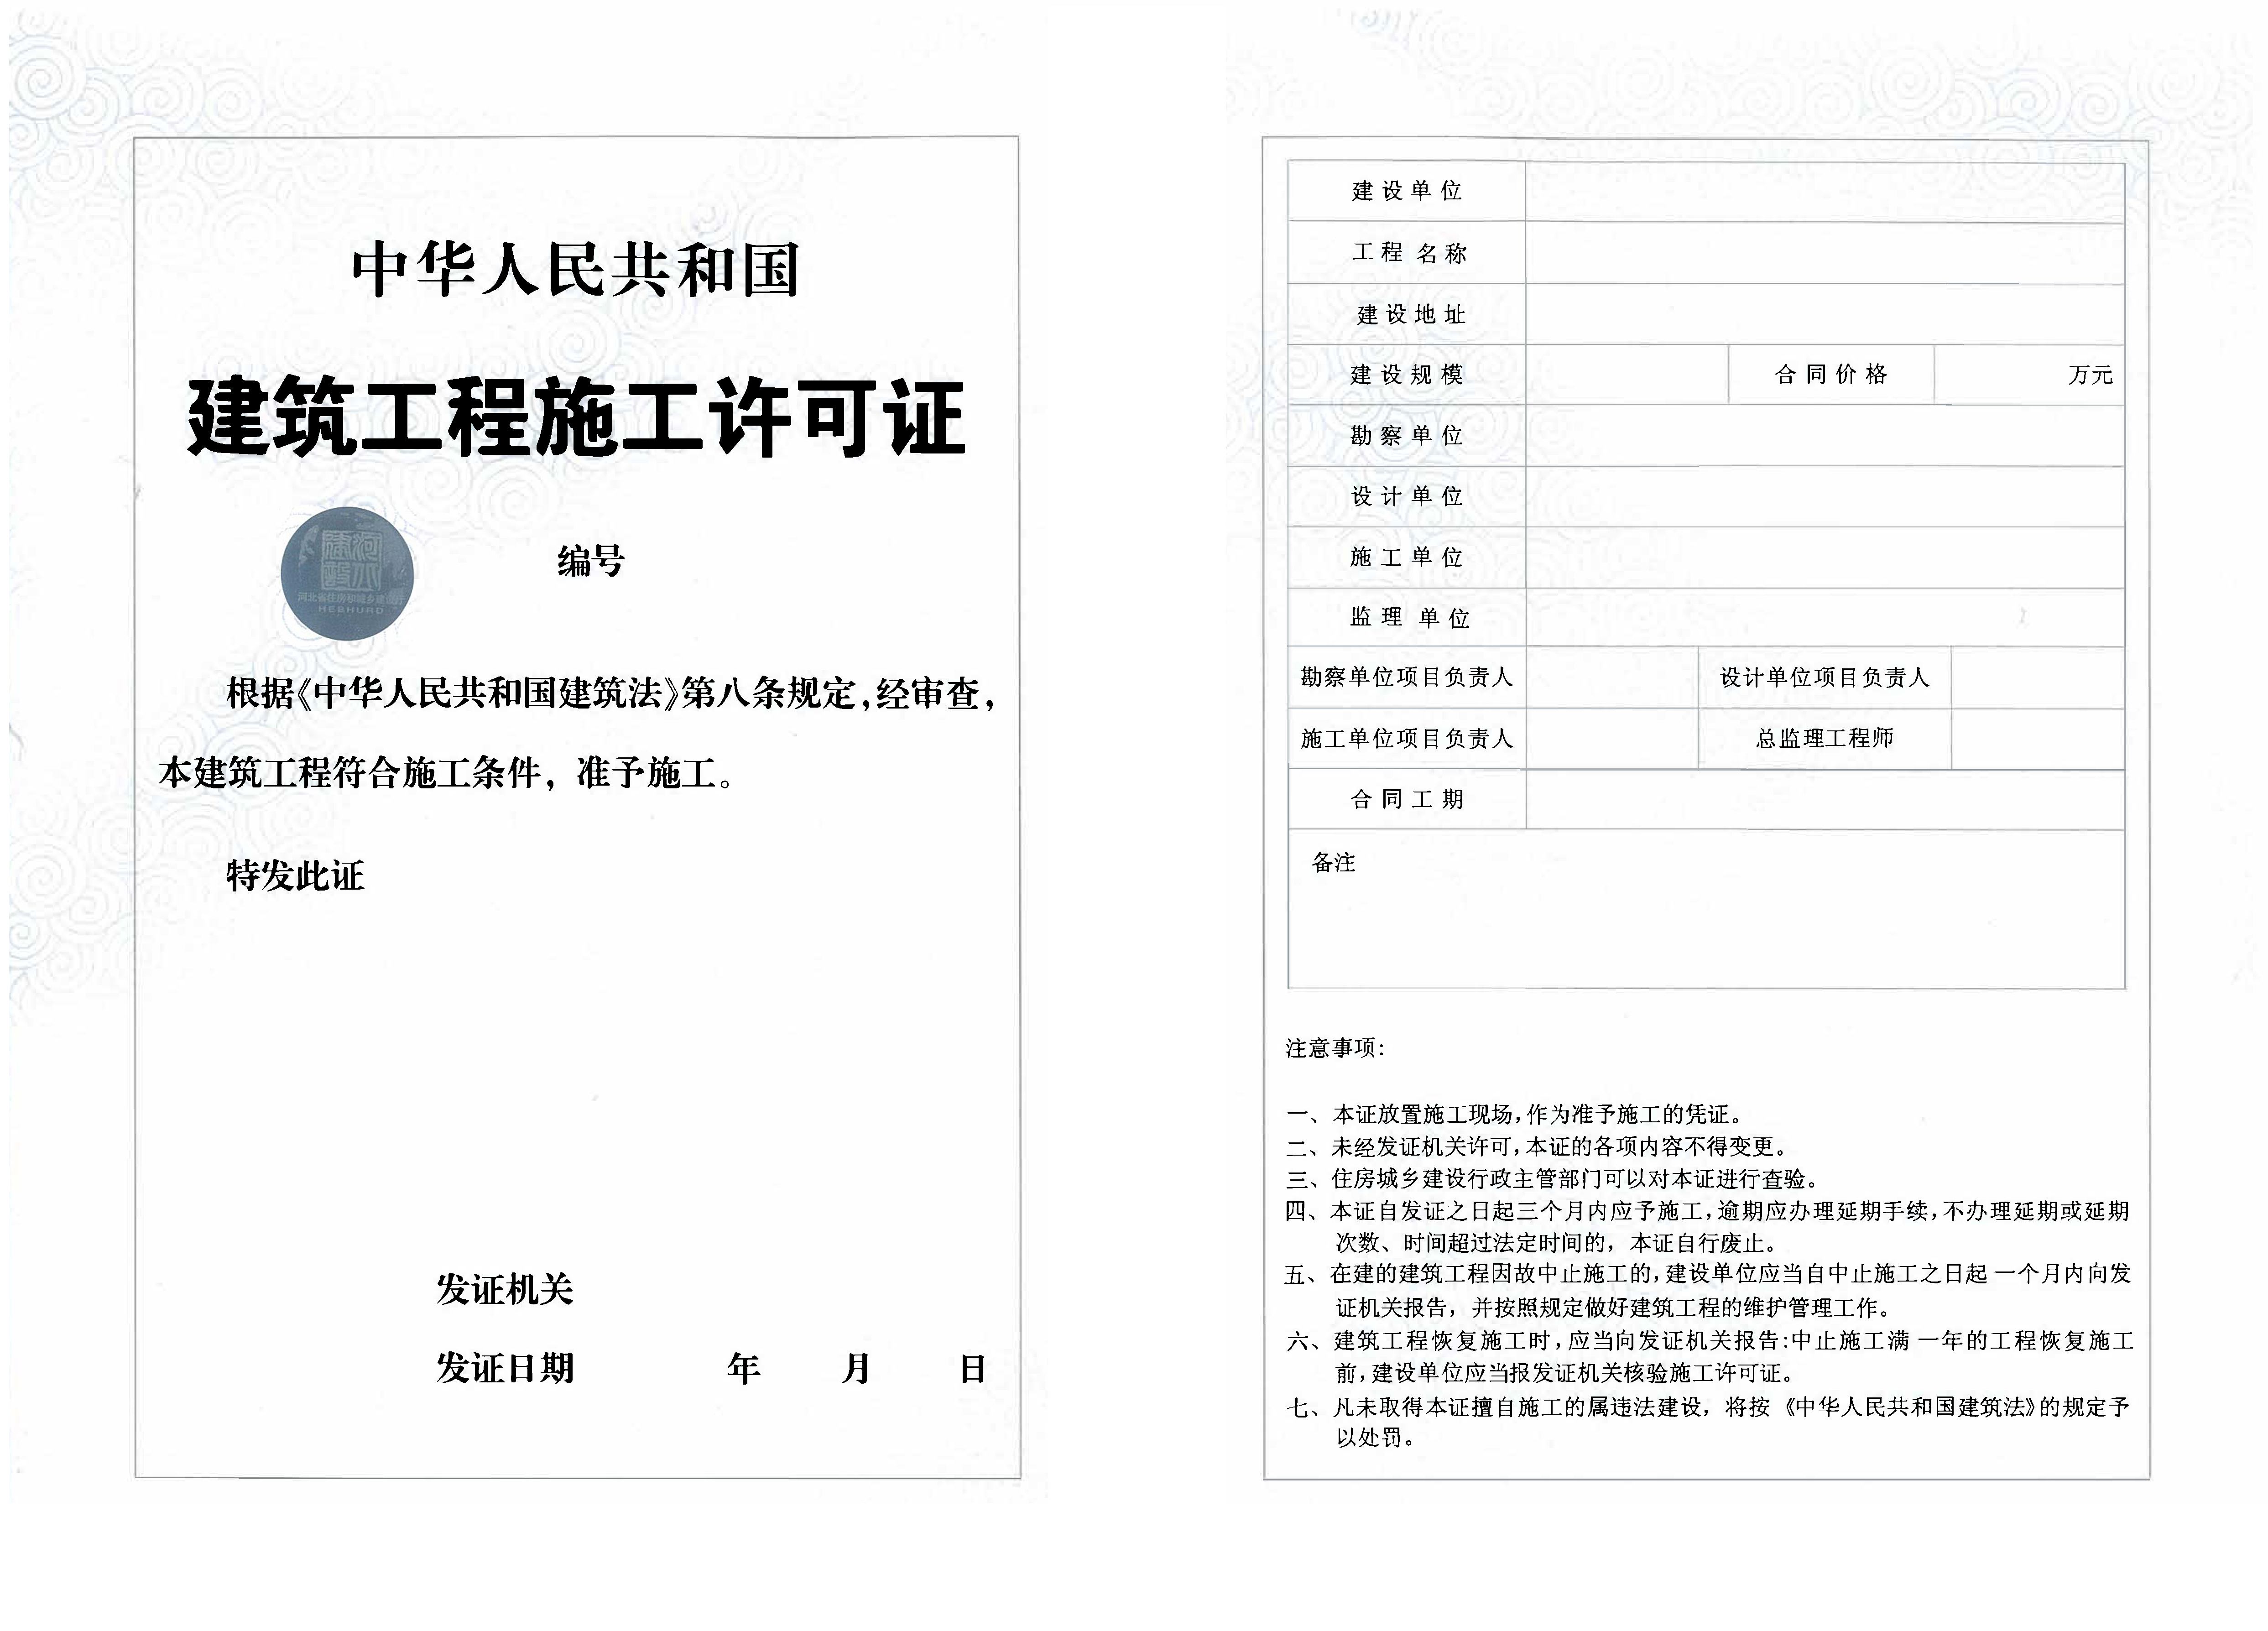 中华人民共和国
建筑工程施工许可证
编号
河北省住房和城乡建
HEBHURD
根据《中华人民共和国建筑法》第八条规定,经审查,
本建筑工程符合施工条件，准予施工。
特发此证
发证机关
发证日期 年 月 日
建设单位
工程名称
建设地址
建设规模 合同价格 万元
勘察单位
设计单位
施工单位
监理单位
勘察单位项目负责人 设计单位项目负责人
施工单位项目负责人 总监理工程师
合同工期
备注
注意事项:
一、本证放置施工现场,作为准予施工的凭证。
二、未经发证机关许可,本证的各项内容不得变更。
三、住房城乡建设行政主管部门可以对本证进行查验。
四、本证自发证之日起三个月内应予施工,逾期应办理延期手续,不办理延期或延期
次数、时间超过法定时间的，本证自行废止。
五、在建的建筑工程因故中止施工的,建设单位应当自中止施工之日起一个月内向发
证机关报告，并按照规定做好建筑工程的维护管理工作。
六、建筑工程恢复施工时,应当向发证机关报告:中止施工满一年的工程恢复施工
前,建设单位应当报发证机关核验施工许可证。
七、凡未取得本证擅自施工的属违法建设，将按《中华人民共和国建筑法》的规定予
以处罚。